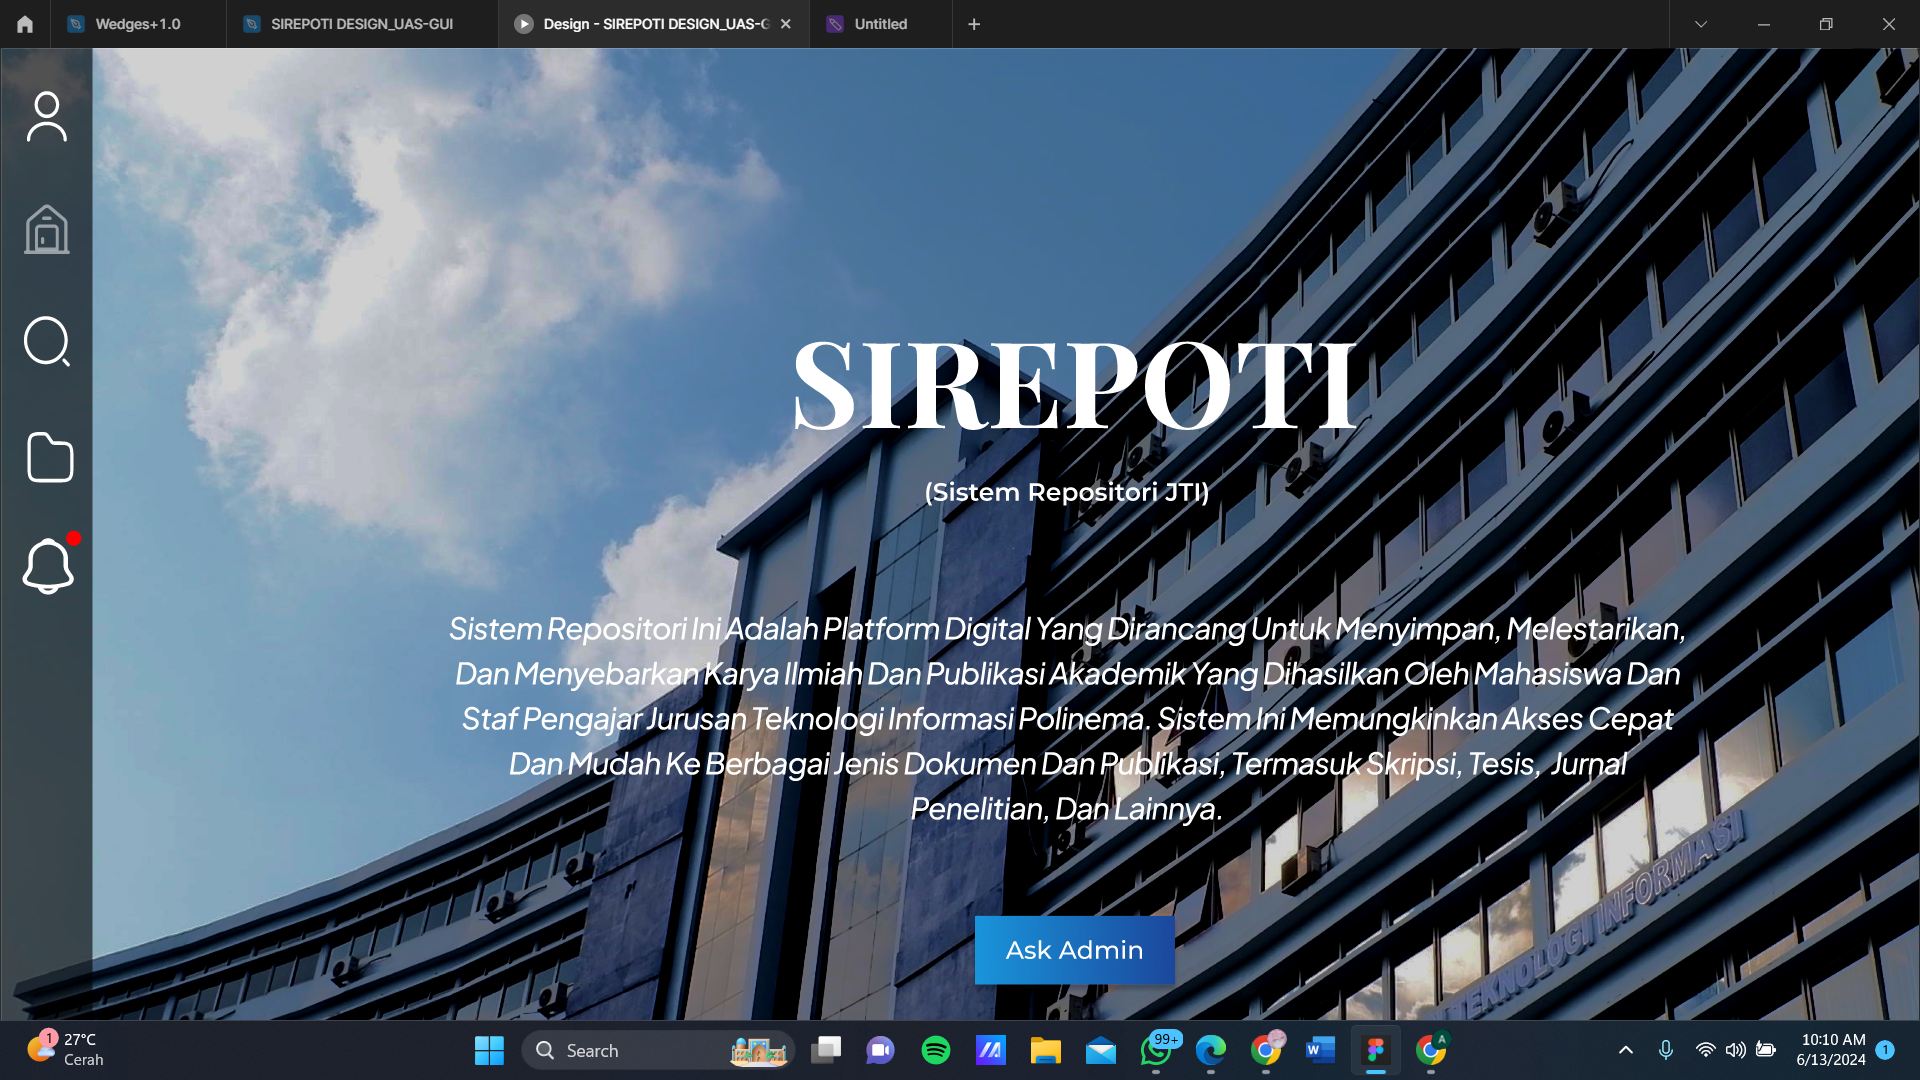 Wedges+1.0
SIREPOTI DESIGN_UAS-GUI
Design - SIREPOTI DESIGN_UAS-G
Untitled
SIREPOTI
(Sistem Repositori JTI)
Sistem Repositori Ini Adalah Platform Digital Yang Dirancang Untuk Menyimpan, Melestarikan,
Dan Menyebarkan Karya Ilmiah Dan Publikasi Akademik Yang Dihasilkan Oleh Mahasiswa Dan
Staf Pengajar Jurusan Teknologi Informasi Polinema. Sistem Ini Memungkinkan Akses Cepat
Dan Mudah Ke Berbagai Jenis Dokumen Dan Publikasi, Termasuk Skripsi, Tesis, Jurnal
Penelitian, Dan Lainnya.
TEKNOLOGI INFORMASI
Ask Admin
1
27°C
Cerah
Search
99+
W
A
10:10 AM
6/13/2024
1